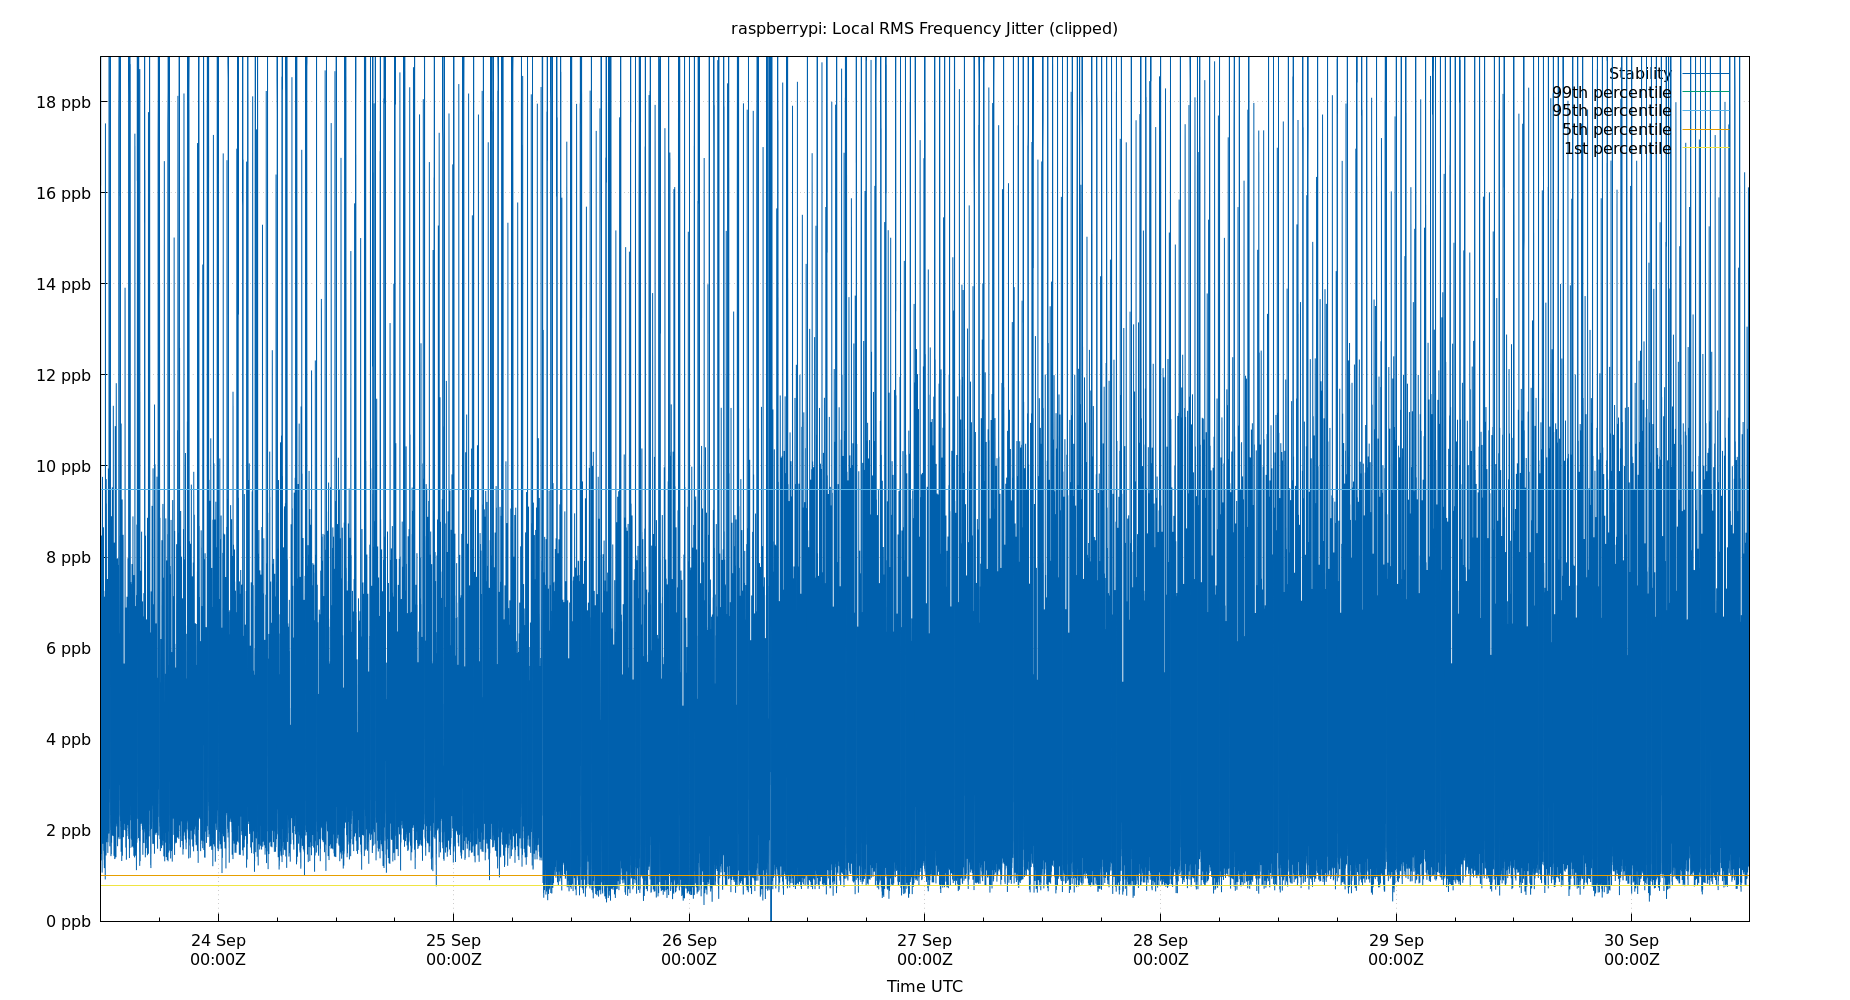 raspberrypi: Local RMS Frequency Jitter (clipped)
Stability
99th percentile
95th percentile
5th percentile
1st percentile
18 ppb
16 ppb
14 ppb
12 ppb
10 ppb
8 ppb
6 ppb
4 ppb
2 ppb
0 ppb
24 Sep 25 Sep 26 Sep 27 Sep 28 Sep 29 Sep 30 Sep
00:00Z 00:00Z 00:00Z 00:00Z 00:00Z 00:00Z 00:00Z
Time UTC